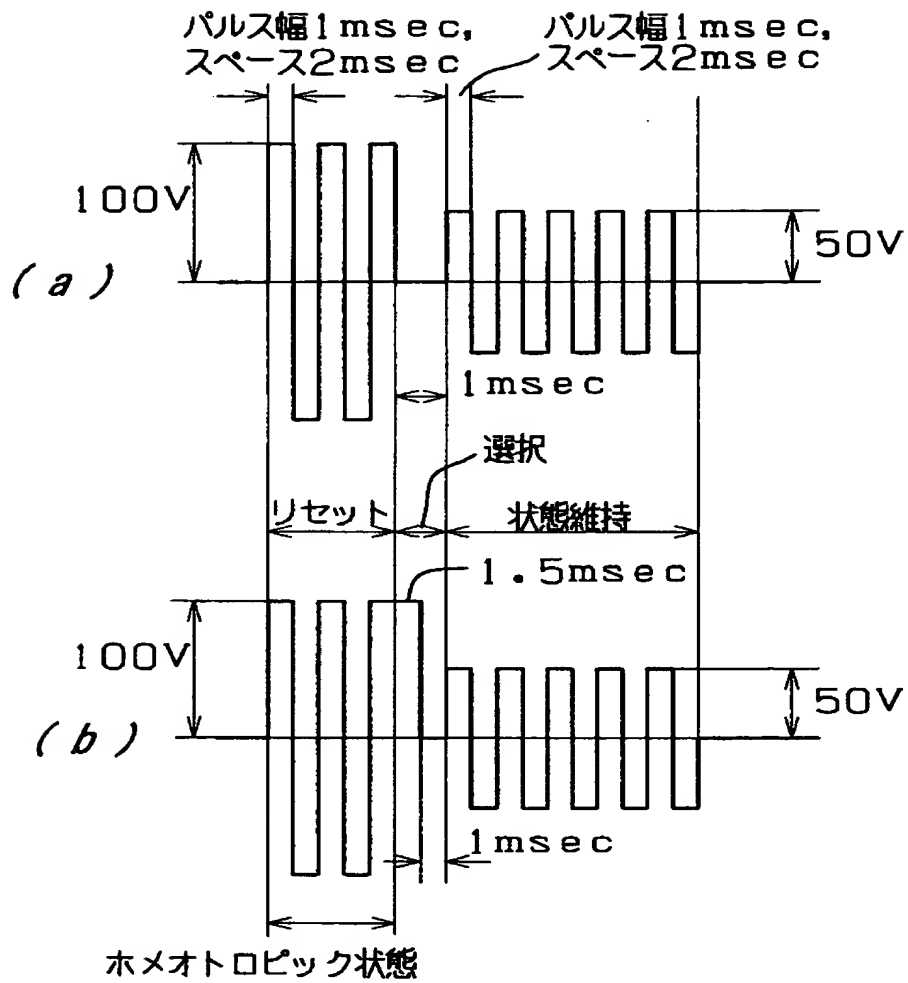 パルス幅1msec,
スペース2msec
パルス幅1msec,
スペース2msec
100V
50V
(a)
1msec
選択
リセット
状態維持
1.5msec
100V
50V
(b)
1msec
ホメオトロピック状態